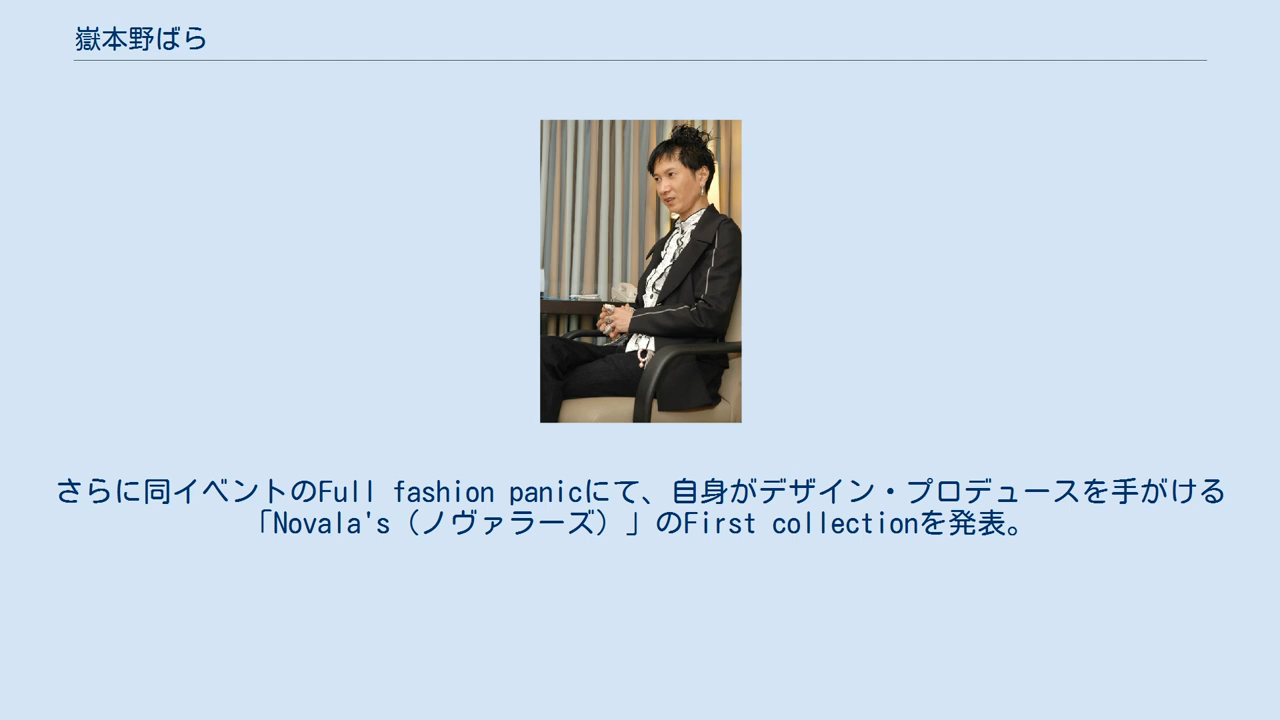 嶽本野ばら
さらに同イベントのFull fashion panicにて、自身がデザイン・プロデュースを手がける
「Novala's（ノヴァラーズ）」のFirst collectionを発表。